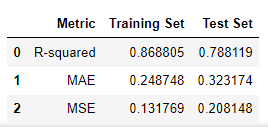 Metric Training Set Test Set
0 R-squared 0.868805 0.788119
1 MAE 0.248748 0.323174
2 MSE 0.131769 0.208148